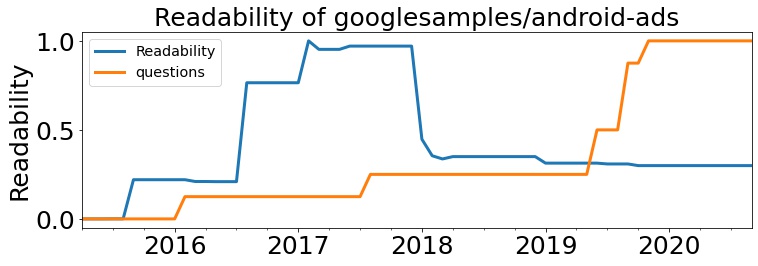 Readability of googlesamples/android-ads
Readability
questions
Readability
1.0
0.5
0.0
2016 2017 2018 2019 2020